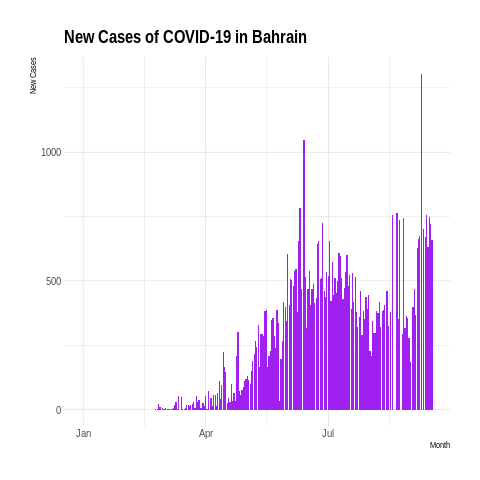 New Cases of COVID-19 in Bahrain
New Cases
1000
500
0
Jan Apr Jul
Month